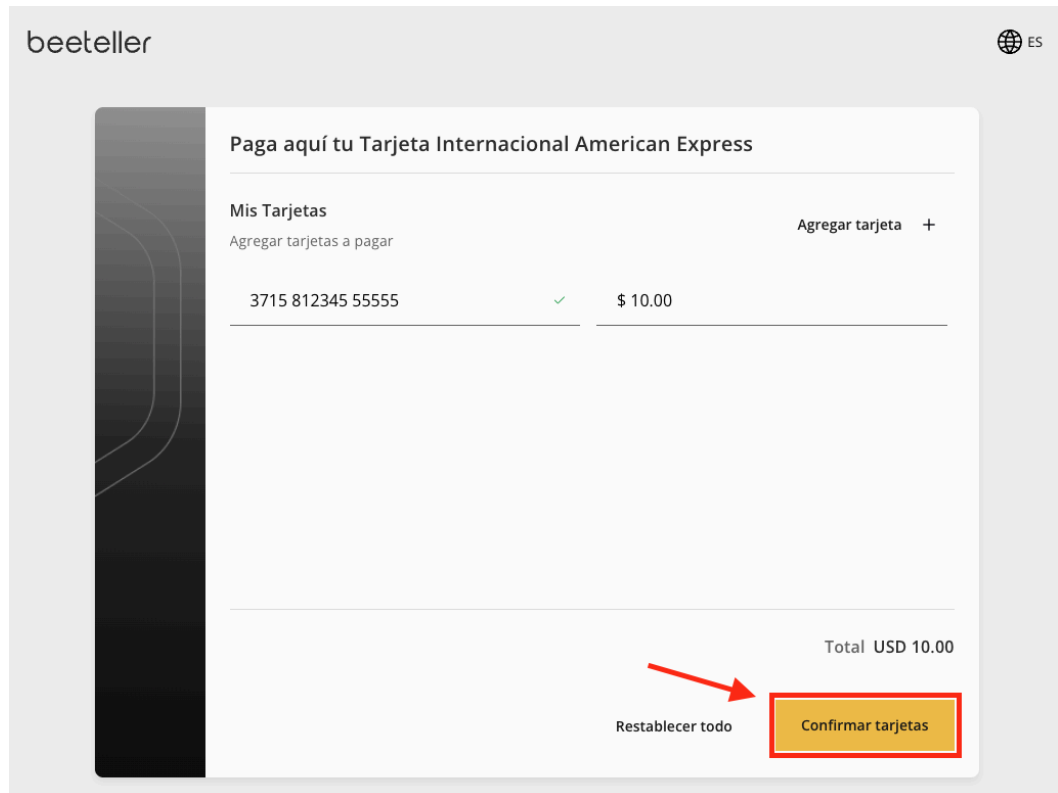 beeteller
ES
Paga aquí tu Tarjeta Internacional American Express
Mis Tarjetas
Agregar tarjetas a pagar
Agregar tarjeta +
3715 812345 55555
$ 10.00
Total USD 10.00
Restablecer todo
Confirmar tarjetas